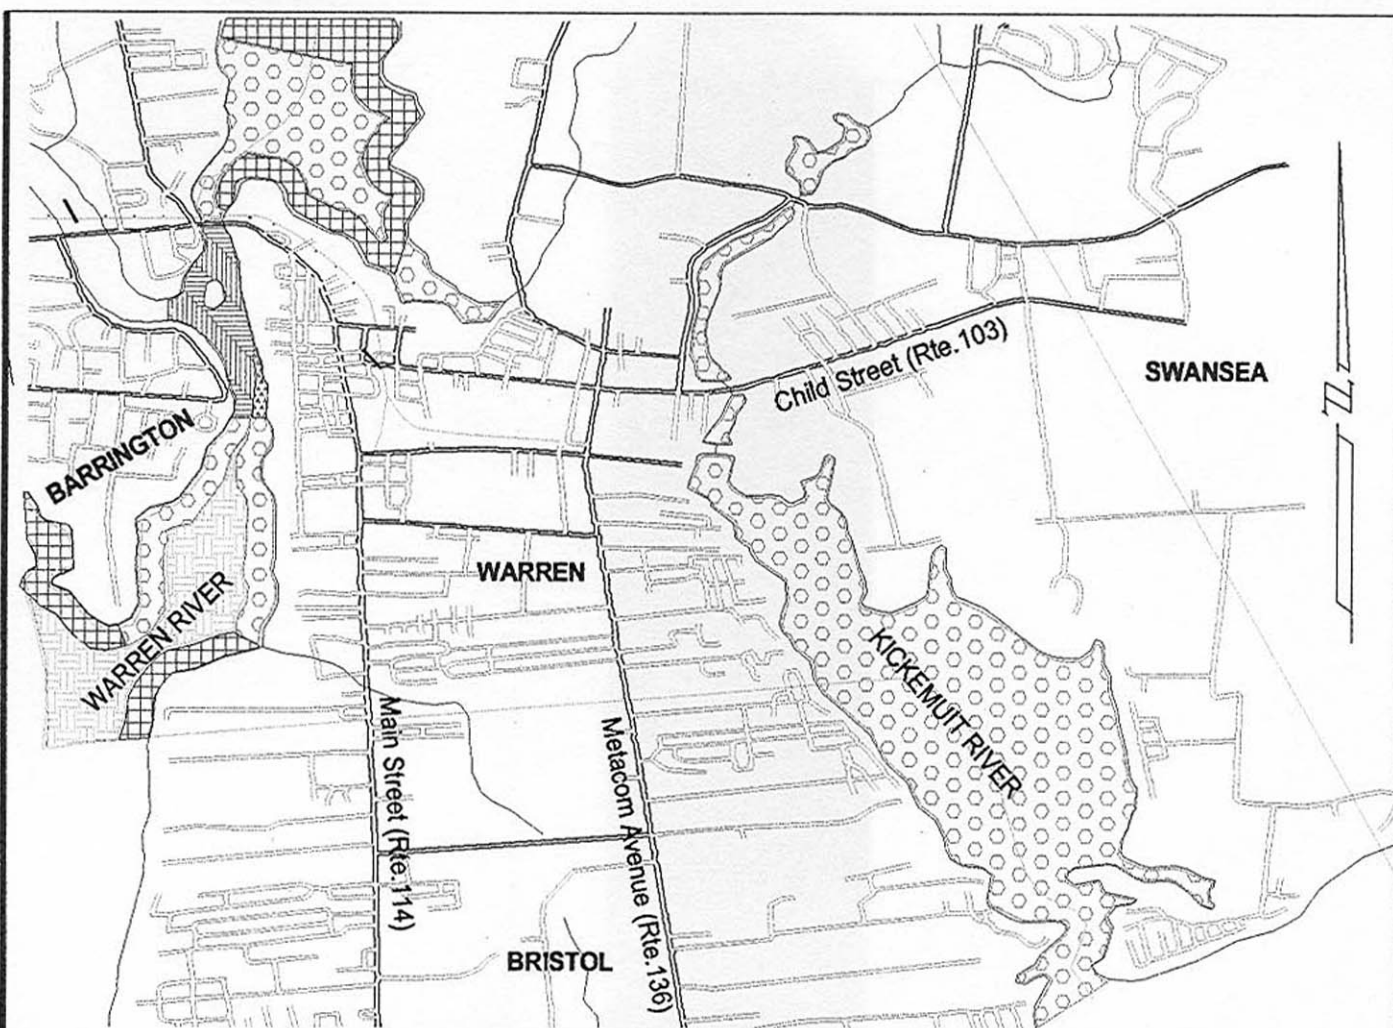 Child Street (Rte.103)
SWANSEA
BARRINGTON
WARREN
WARREN RIVER
KICKEMUIT RIVER
Main Street (Rte.114)
Metacom Avenue (Rte.136)
BRISTOL